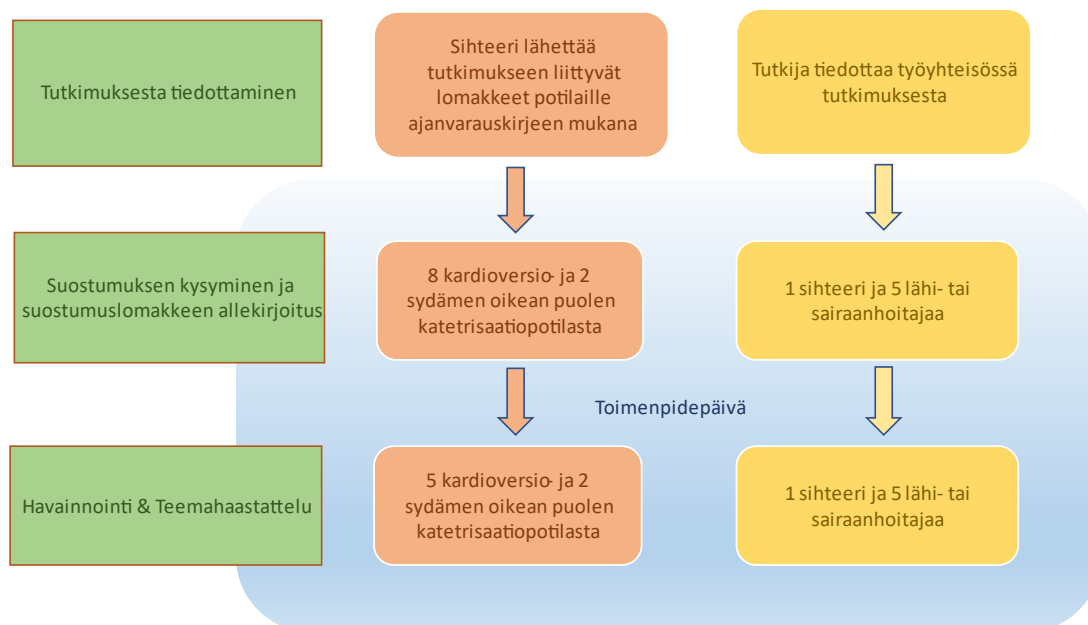 Tutkimuksesta tiedottaminen
Sihteeri lähettää
tutkimukseen liittyvät
lomakkeet potilaille
ajanvarauskirjeen mukana
Tutkija tiedottaa työyhteisössä
tutkimuksesta
Suostumuksen kysyminen ja
suostumuslomakkeen allekirjoitus
8 kardioversio- ja 2
sydämen oikean puolen
katetrisaatiopotilasta
1 sihteeri ja 5 lähi- tai
sairaanhoitajaa
Toimenpidepäivä
Havainnointi & Teemahaastattelu
5 kardioversio- ja 2
sydämen oikean puolen
katetrisaatiopotilasta
1 sihteeri ja 5 lähi- tai
sairaanhoitajaa